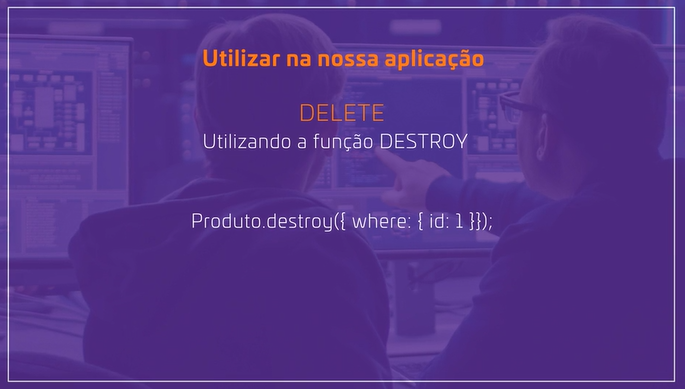 Utilizar na nossa aplicação
DELETE
Utilizando a função DESTROY
Produto.destroy({ where: { id: 1 }});